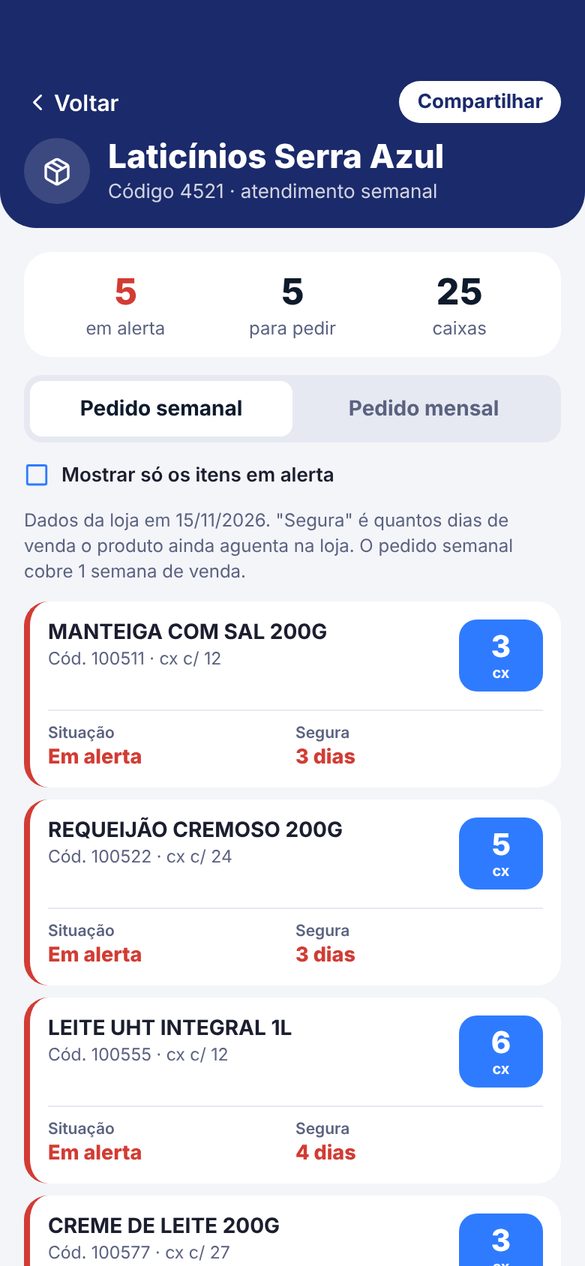 Voltar
Compartilhar
Laticínios Serra Azul
Código 4521 · atendimento semanal
5 5 25
em alerta para pedir caixas
Pedido semanal Pedido mensal
Mostrar só os itens em alerta
Dados da loja em 15/11/2026. "Segura" é quantos dias de
venda o produto ainda aguenta na loja. O pedido semanal
cobre 1 semana de venda.
MANTEIGA COM SAL 200G
Cód. 100511 · cx c/ 12
3
cx
Situação Segura
Em alerta 3 dias
REQUEIJÃO CREMOSO 200G
Cód. 100522 · cx c/ 24
5
cx
Situação Segura
Em alerta 3 dias
LEITE UHT INTEGRAL 1L
Cód. 100555 · cx c/ 12
6
cx
Situação Segura
Em alerta 4 dias
CREME DE LEITE 200G
Cód. 100577 · cx c/ 27
3
cx